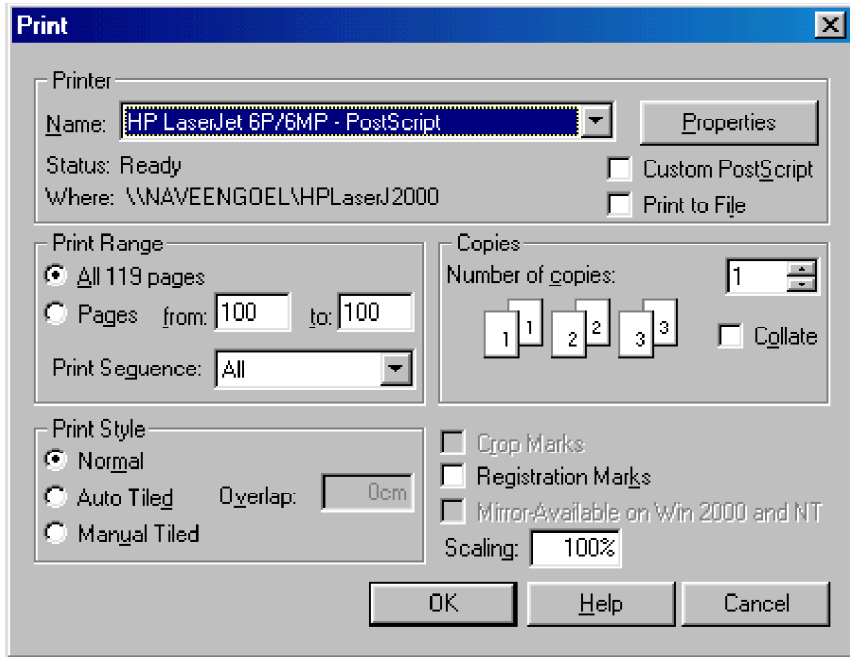 Print
Printer
Name: HP LaserJet 6P/6MP - PostScript
Properties
Status: Ready
Custom PostScript
Where: \\NAVEENGOEL\HPLaserJ2000
Print to File
Print Range
All 119 pages
Pages from: 100 to: 100
Print Sequence: All
Copies
Number of copies: 1
1 1 2 2 3 3
Collate
Print Style
Normal
Auto Tiled Overlap: 0cm
Manual Tiled
Crop Marks
Registration Marks
Mirror-Available on Win 2000 and NT
Scaling: 100%
OK Help Cancel